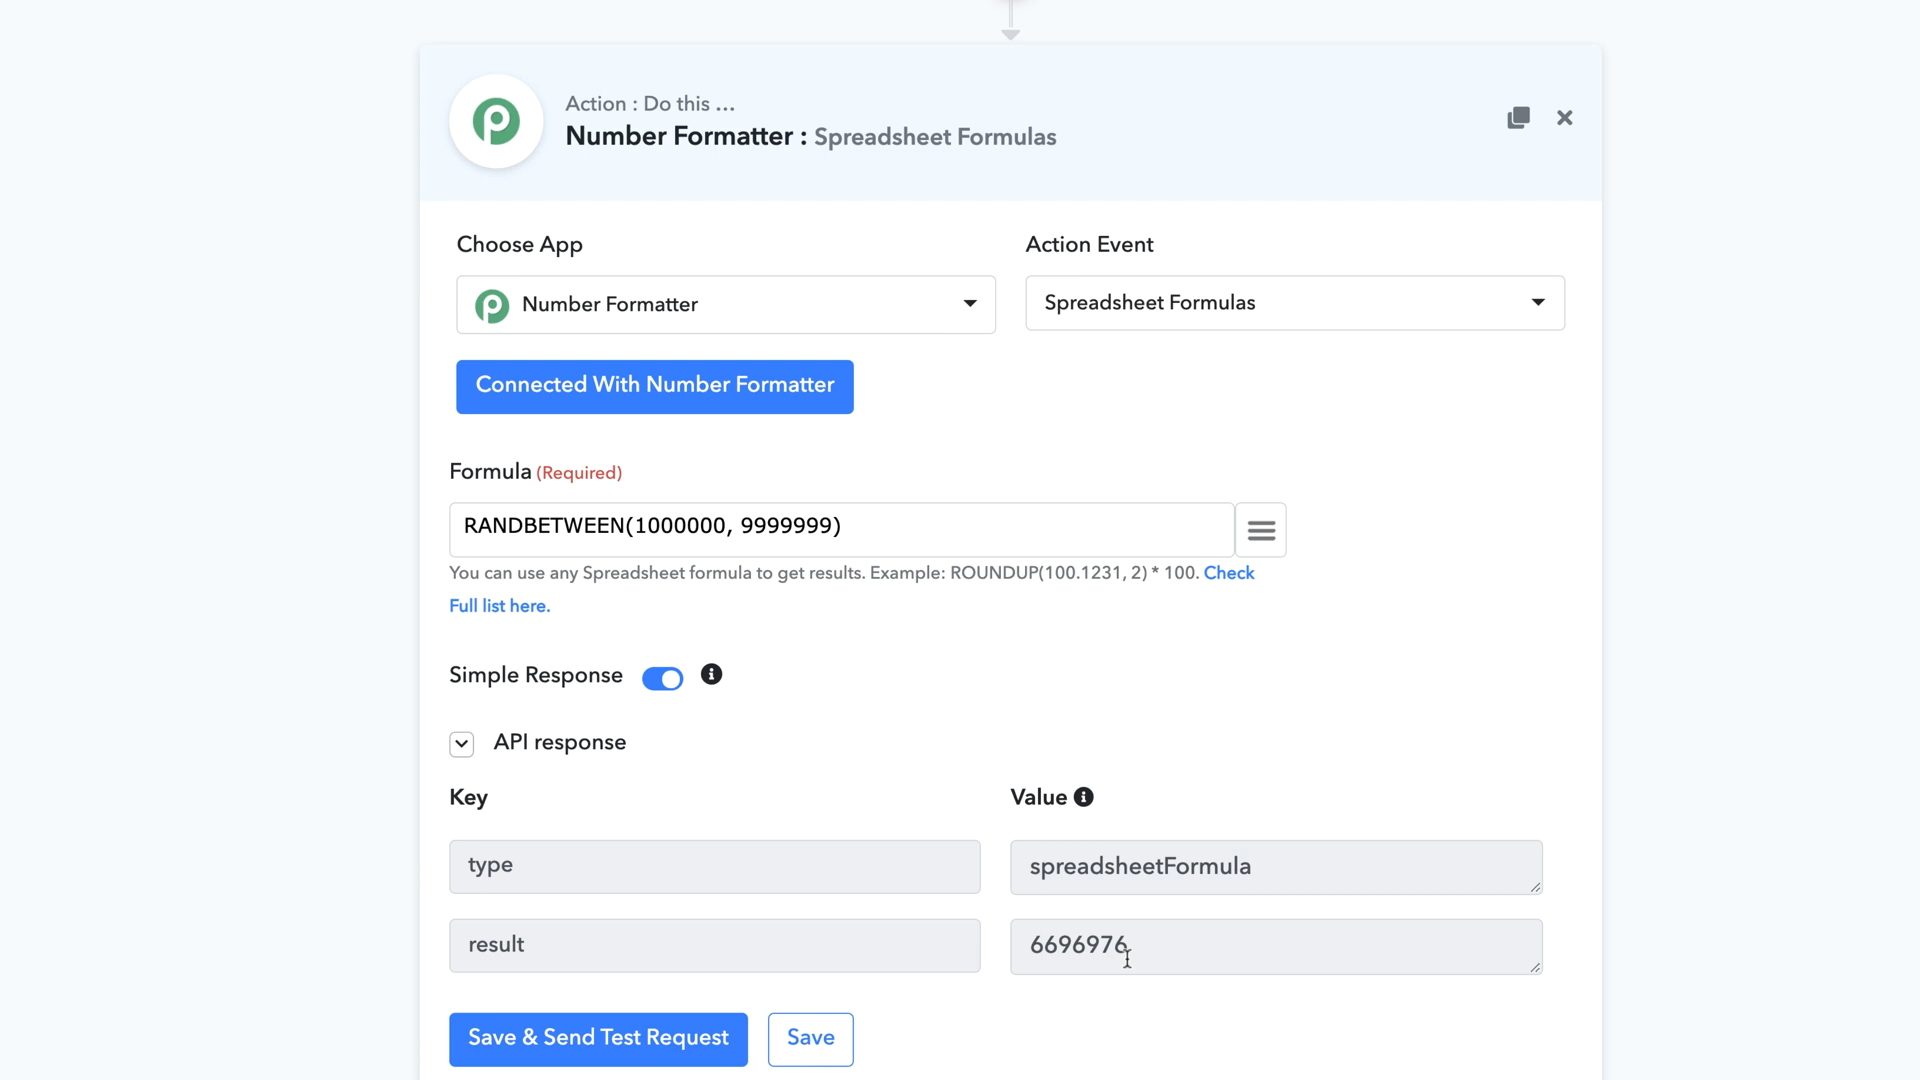 Action : Do this ...
Number Formatter : Spreadsheet Formulas
Choose App
Action Event
Number Formatter
Spreadsheet Formulas
Connected With Number Formatter
Formula (Required)
RANDBETWEEN(1000000, 9999999)
You can use any Spreadsheet formula to get results. Example: ROUNDUP(100.1231, 2) * 100. Check
Full list here.
Simple Response
API response
Key
Value
type
spreadsheetFormula
result
6696976
Save & Send Test Request
Save